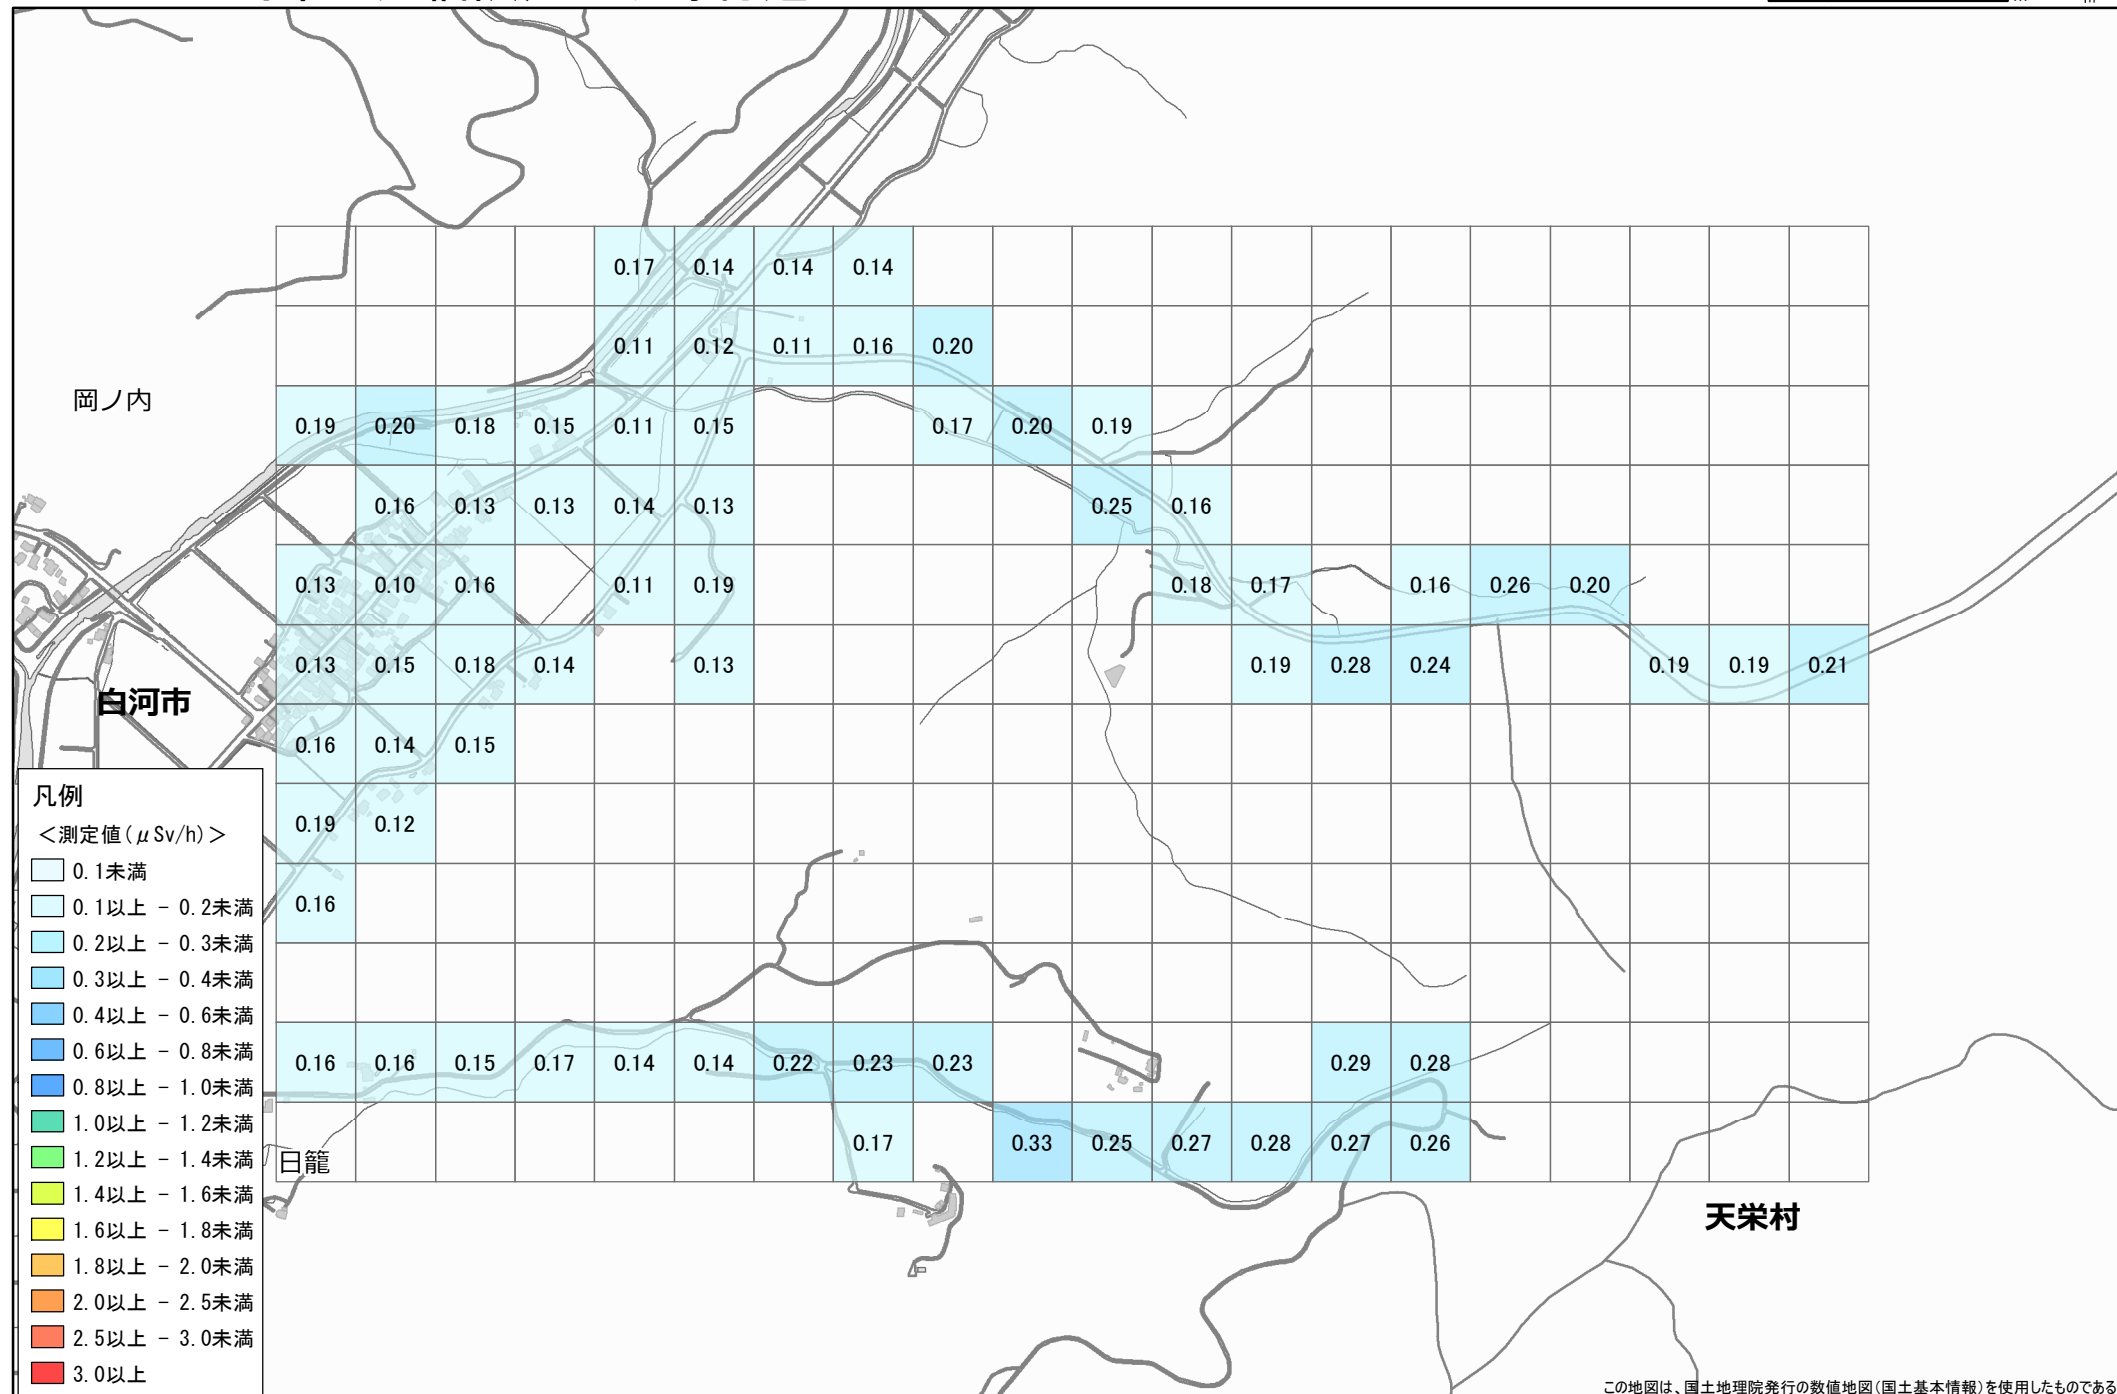 0.17 0.14 0.14 0.14
0.11 0.12 0.11 0.16 0.20
岡ノ内
0.19 0.20 0.18 0.15 0.11 0.15 0.17 0.20 0.19
0.16 0.13 0.13 0.14 0.13 0.25 0.16
0.13 0.10 0.16 0.11 0.19 0.18 0.17 0.16 0.26 0.20
0.13 0.15 0.18 0.14 0.13 0.19 0.28 0.24 0.19 0.19 0.21
白河市
0.16 0.14 0.15
0.19 0.12
0.16
0.16 0.16 0.15 0.17 0.14 0.14 0.22 0.23 0.23 0.29 0.28
0.17 0.33 0.25 0.27 0.28 0.27 0.26
日籠
天栄村
凡例
＜測定値(μSv/h)＞
0.1未満
0.1以上 － 0.2未満
0.2以上 － 0.3未満
0.3以上 － 0.4未満
0.4以上 － 0.6未満
0.6以上 － 0.8未満
0.8以上 － 1.0未満
1.0以上 － 1.2未満
1.2以上 － 1.4未満
1.4以上 － 1.6未満
1.6以上 － 1.8未満
1.8以上 － 2.0未満
2.0以上 － 2.5未満
2.5以上 － 3.0未満
3.0以上
この地図は、国土地理院発行の数値地図(国土基本情報)を使用したものである